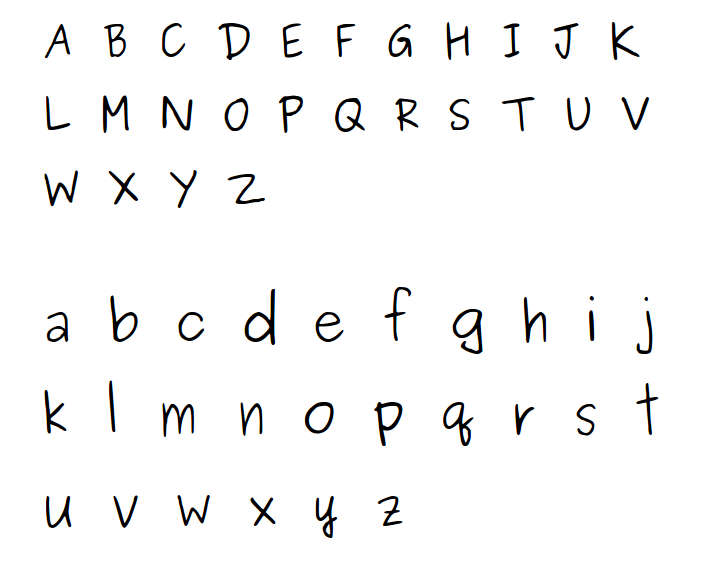 A B C D E F G H I J K
L M N O P Q R S T U V
W X Y Z
a b c d e f g h i j
k l m n o p q r s t
u v w x y z